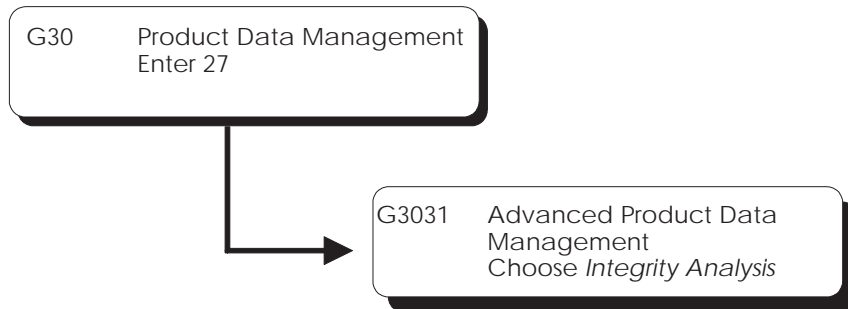 G30 Product Data Management
Enter 27
G3031 Advanced Product Data
Management
Choose Integrity Analysis